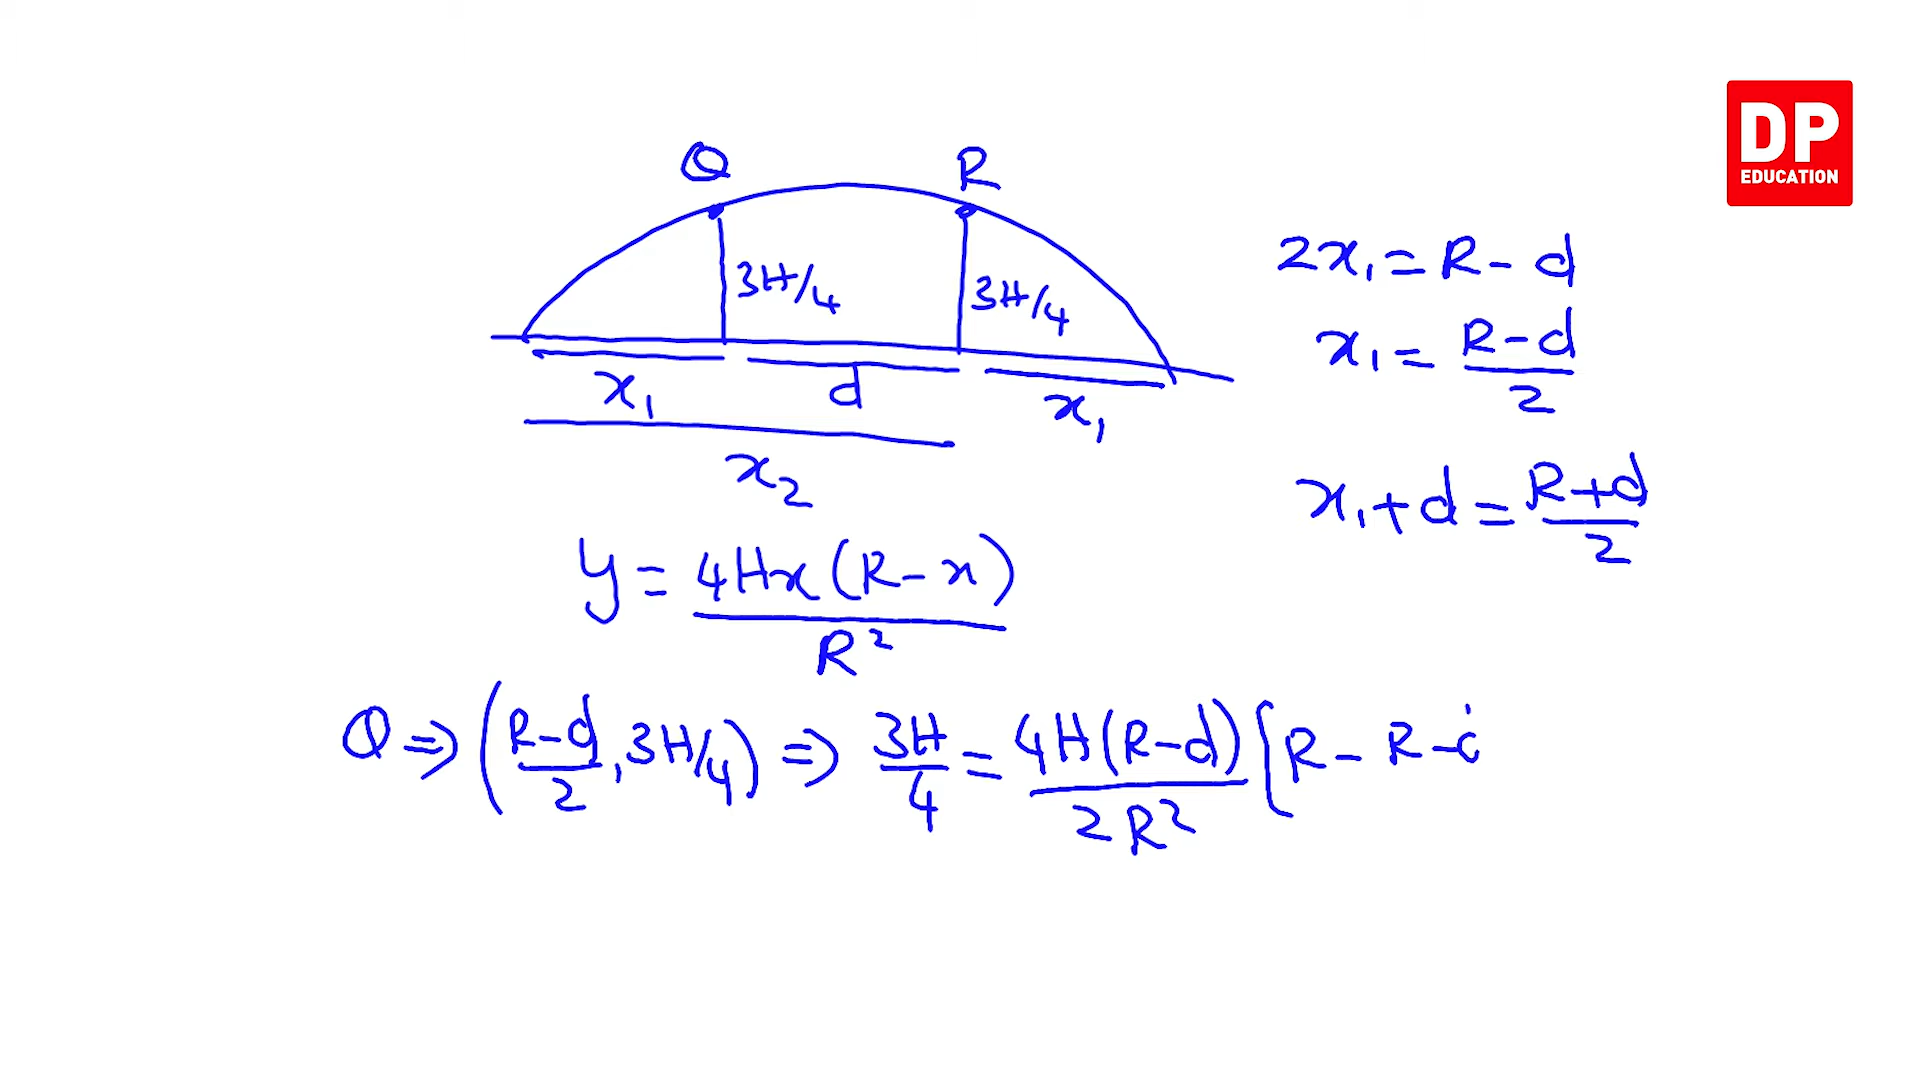 DP
EDUCATION
Q
R
3H/4
3H/4
x₁
d
x₁
x₂
2x₁ = R - d
x₁ = (R - d)/2
x₁ + d = (R + d)/2
y = 4Hx(R - x)/R²
Q ⇒ ((R - d)/2, 3H/4) ⇒ 3H/4 = 4H(R - d)/2R² [R - R -